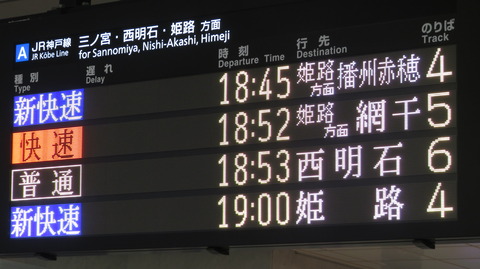 A JR神戸線 三ノ宮・西明石・姫路 方面
JR Kōbe Line for Sannomiya, Nishi-Akashi, Himeji
種別 遅れ 時刻 行先 のりば
Type Delay Departure Time Destination Track
新快速 18:45 姫路方面 播州赤穂 4
快速 18:52 姫路方面 網干 5
普通 18:53 西明石 6
新快速 19:00 姫路 4